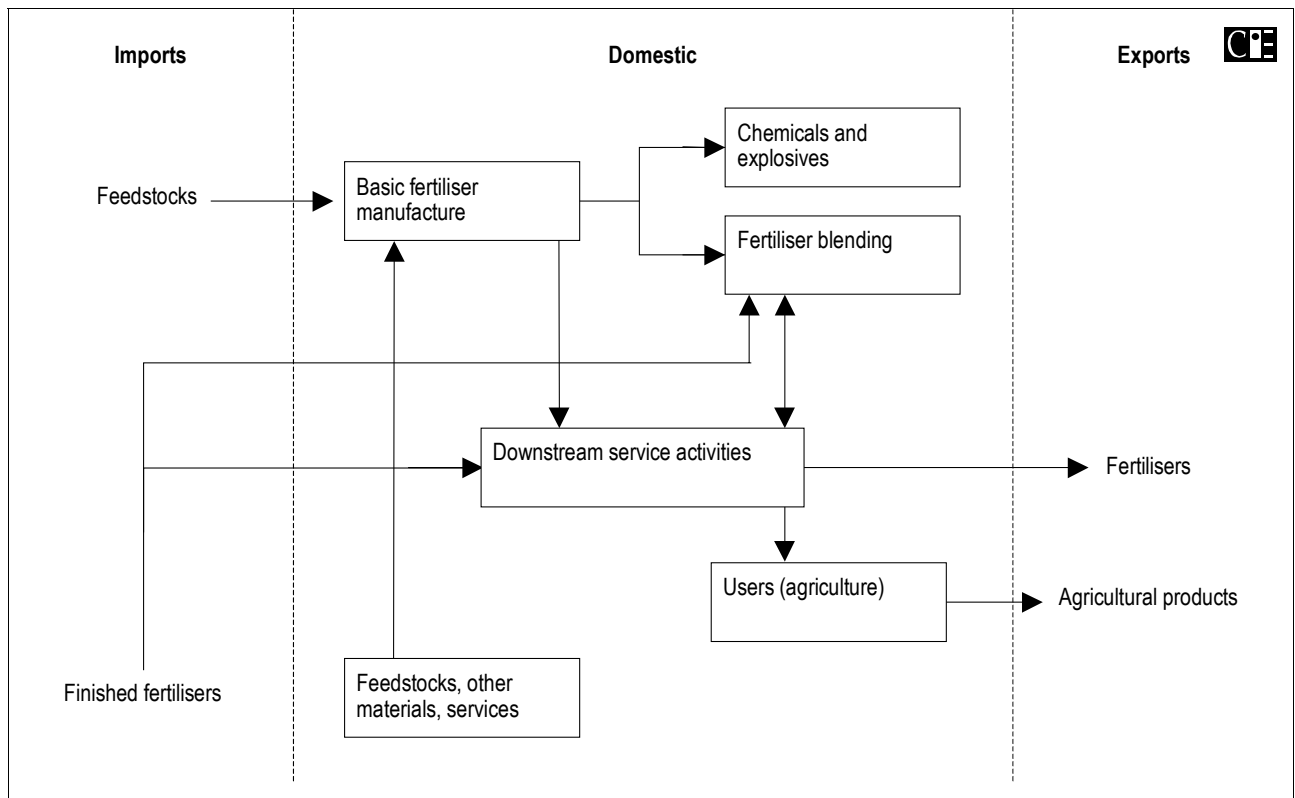 Imports
Domestic
Exports
CIE
Chemicals and
explosives
Feedstocks
Basic fertiliser
manufacture
Fertiliser blending
Downstream service activities
Fertilisers
Users (agriculture)
Agricultural products
Finished fertilisers
Feedstocks, other
materials, services